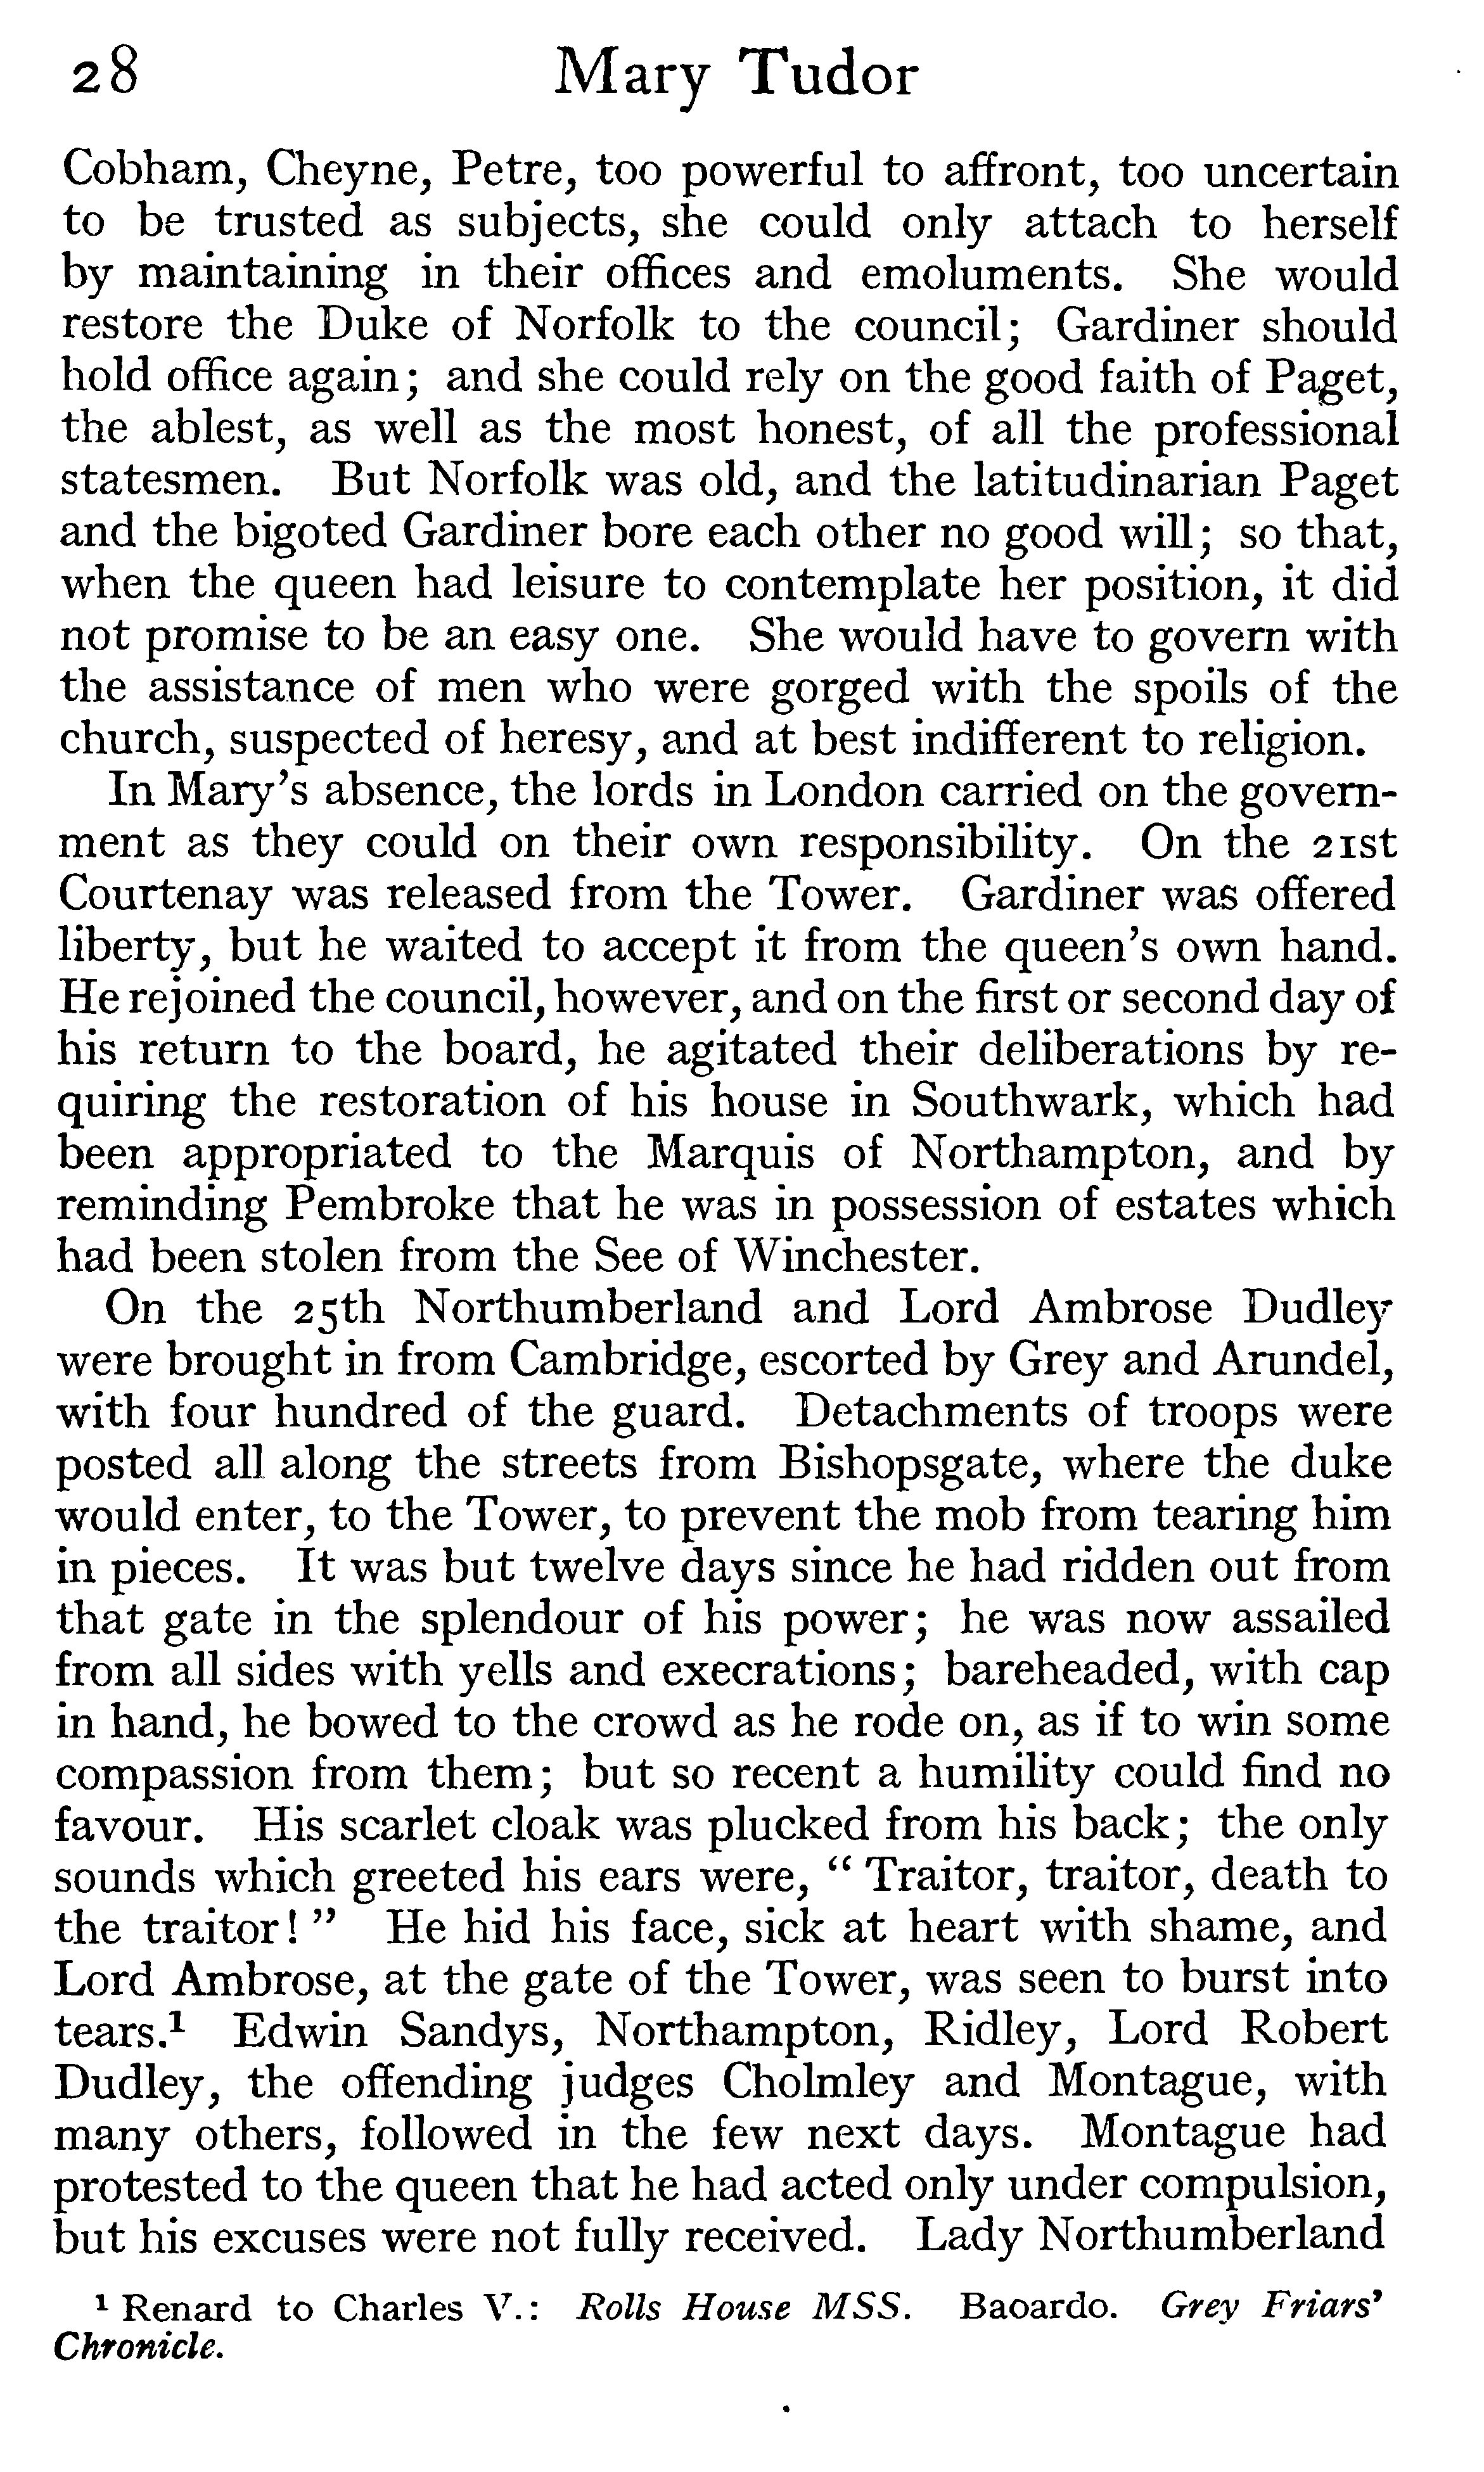 28 Mary Tudor
Cobham, Cheyne, Petre, too powerful to affront, too uncertain
to be trusted as subjects, she could only attach to herself
by maintaining in their offices and emoluments. She would
restore the Duke of Norfolk to the council; Gardiner should
hold office again; and she could rely on the good faith of Paget,
the ablest, as well as the most honest, of all the professional
statesmen. But Norfolk was old, and the latitudinarian Paget
and the bigoted Gardiner bore each other no good will; so that,
when the queen had leisure to contemplate her position, it did
not promise to be an easy one. She would have to govern with
the assistance of men who were gorged with the spoils of the
church, suspected of heresy, and at best indifferent to religion.
In Mary's absence, the lords in London carried on the govern-
ment as they could on their own responsibility. On the 21st
Courtenay was released from the Tower. Gardiner was offered
liberty, but he waited to accept it from the queen's own hand.
He rejoined the council, however, and on the first or second day of
his return to the board, he agitated their deliberations by re-
quiring the restoration of his house in Southwark, which had
been appropriated to the Marquis of Northampton, and by
reminding Pembroke that he was in possession of estates which
had been stolen from the See of Winchester.
On the 25th Northumberland and Lord Ambrose Dudley
were brought in from Cambridge, escorted by Grey and Arundel,
with four hundred of the guard. Detachments of troops were
posted all along the streets from Bishopsgate, where the duke
would enter, to the Tower, to prevent the mob from tearing him
in pieces. It was but twelve days since he had ridden out from
that gate in the splendour of his power; he was now assailed
from all sides with yells and execrations; bareheaded, with cap
in hand, he bowed to the crowd as he rode on, as if to win some
compassion from them; but so recent a humility could find no
favour. His scarlet cloak was plucked from his back; the only
sounds which greeted his ears were, “ Traitor, traitor, death to
the traitor! ” He hid his face, sick at heart with shame, and
Lord Ambrose, at the gate of the Tower, was seen to burst into
tears.¹ Edwin Sandys, Northampton, Ridley, Lord Robert
Dudley, the offending judges Cholmley and Montague, with
many others, followed in the few next days. Montague had
protested to the queen that he had acted only under compulsion,
but his excuses were not fully received. Lady Northumberland
¹ Renard to Charles V.: Rolls House MSS. Baoardo. Grey Friars'
Chronicle.